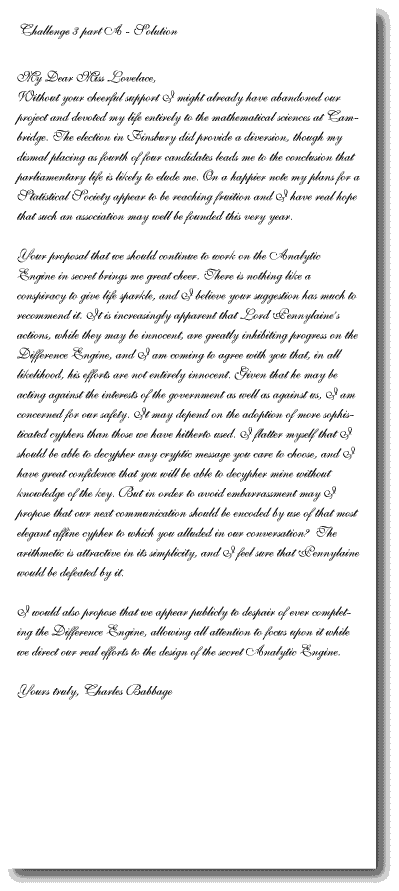 Challenge 3 part A - Solution
My Dear Miss Lovelace,
Without your cheerful support I might already have abandoned our
project and devoted my life entirely to the mathematical sciences at Cam-
bridge. The election in Finsbury did provide a diversion, though my
dismal placing as fourth of four candidates leads me to the conclusion that
parliamentary life is likely to elude me. On a happier note my plans for a
Statistical Society appear to be reaching fruition and I have real hope
that such an association may well be founded this very year.
Your proposal that we should continue to work on the Analytic
Engine in secret brings me great cheer. There is nothing like a
conspiracy to give life sparkle, and I believe your suggestion has much to
recommend it. It is increasingly apparent that Lord Pennylaine's
actions, while they may be innocent, are greatly inhibiting progress on the
Difference Engine, and I am coming to agree with you that, in all
likelihood, his efforts are not entirely innocent. Given that he may be
acting against the interests of the government as well as against us, I am
concerned for our safety. It may depend on the adoption of more sophis-
ticated cyphers than those we have hitherto used. I flatter myself that I
should be able to decypher any cryptic message you care to choose, and I
have great confidence that you will be able to decypher mine without
knowledge of the key. But in order to avoid embarrassment may I
propose that our next communication should be encoded by use of that most
elegant affine cypher to which you alluded in our conversation? The
arithmetic is attractive in its simplicity, and I feel sure that Pennylaine
would be defeated by it.
I would also propose that we appear publicly to despair of ever complet-
ing the Difference Engine, allowing all attention to focus upon it while
we direct our real efforts to the design of the secret Analytic Engine.
Yours truly, Charles Babbage